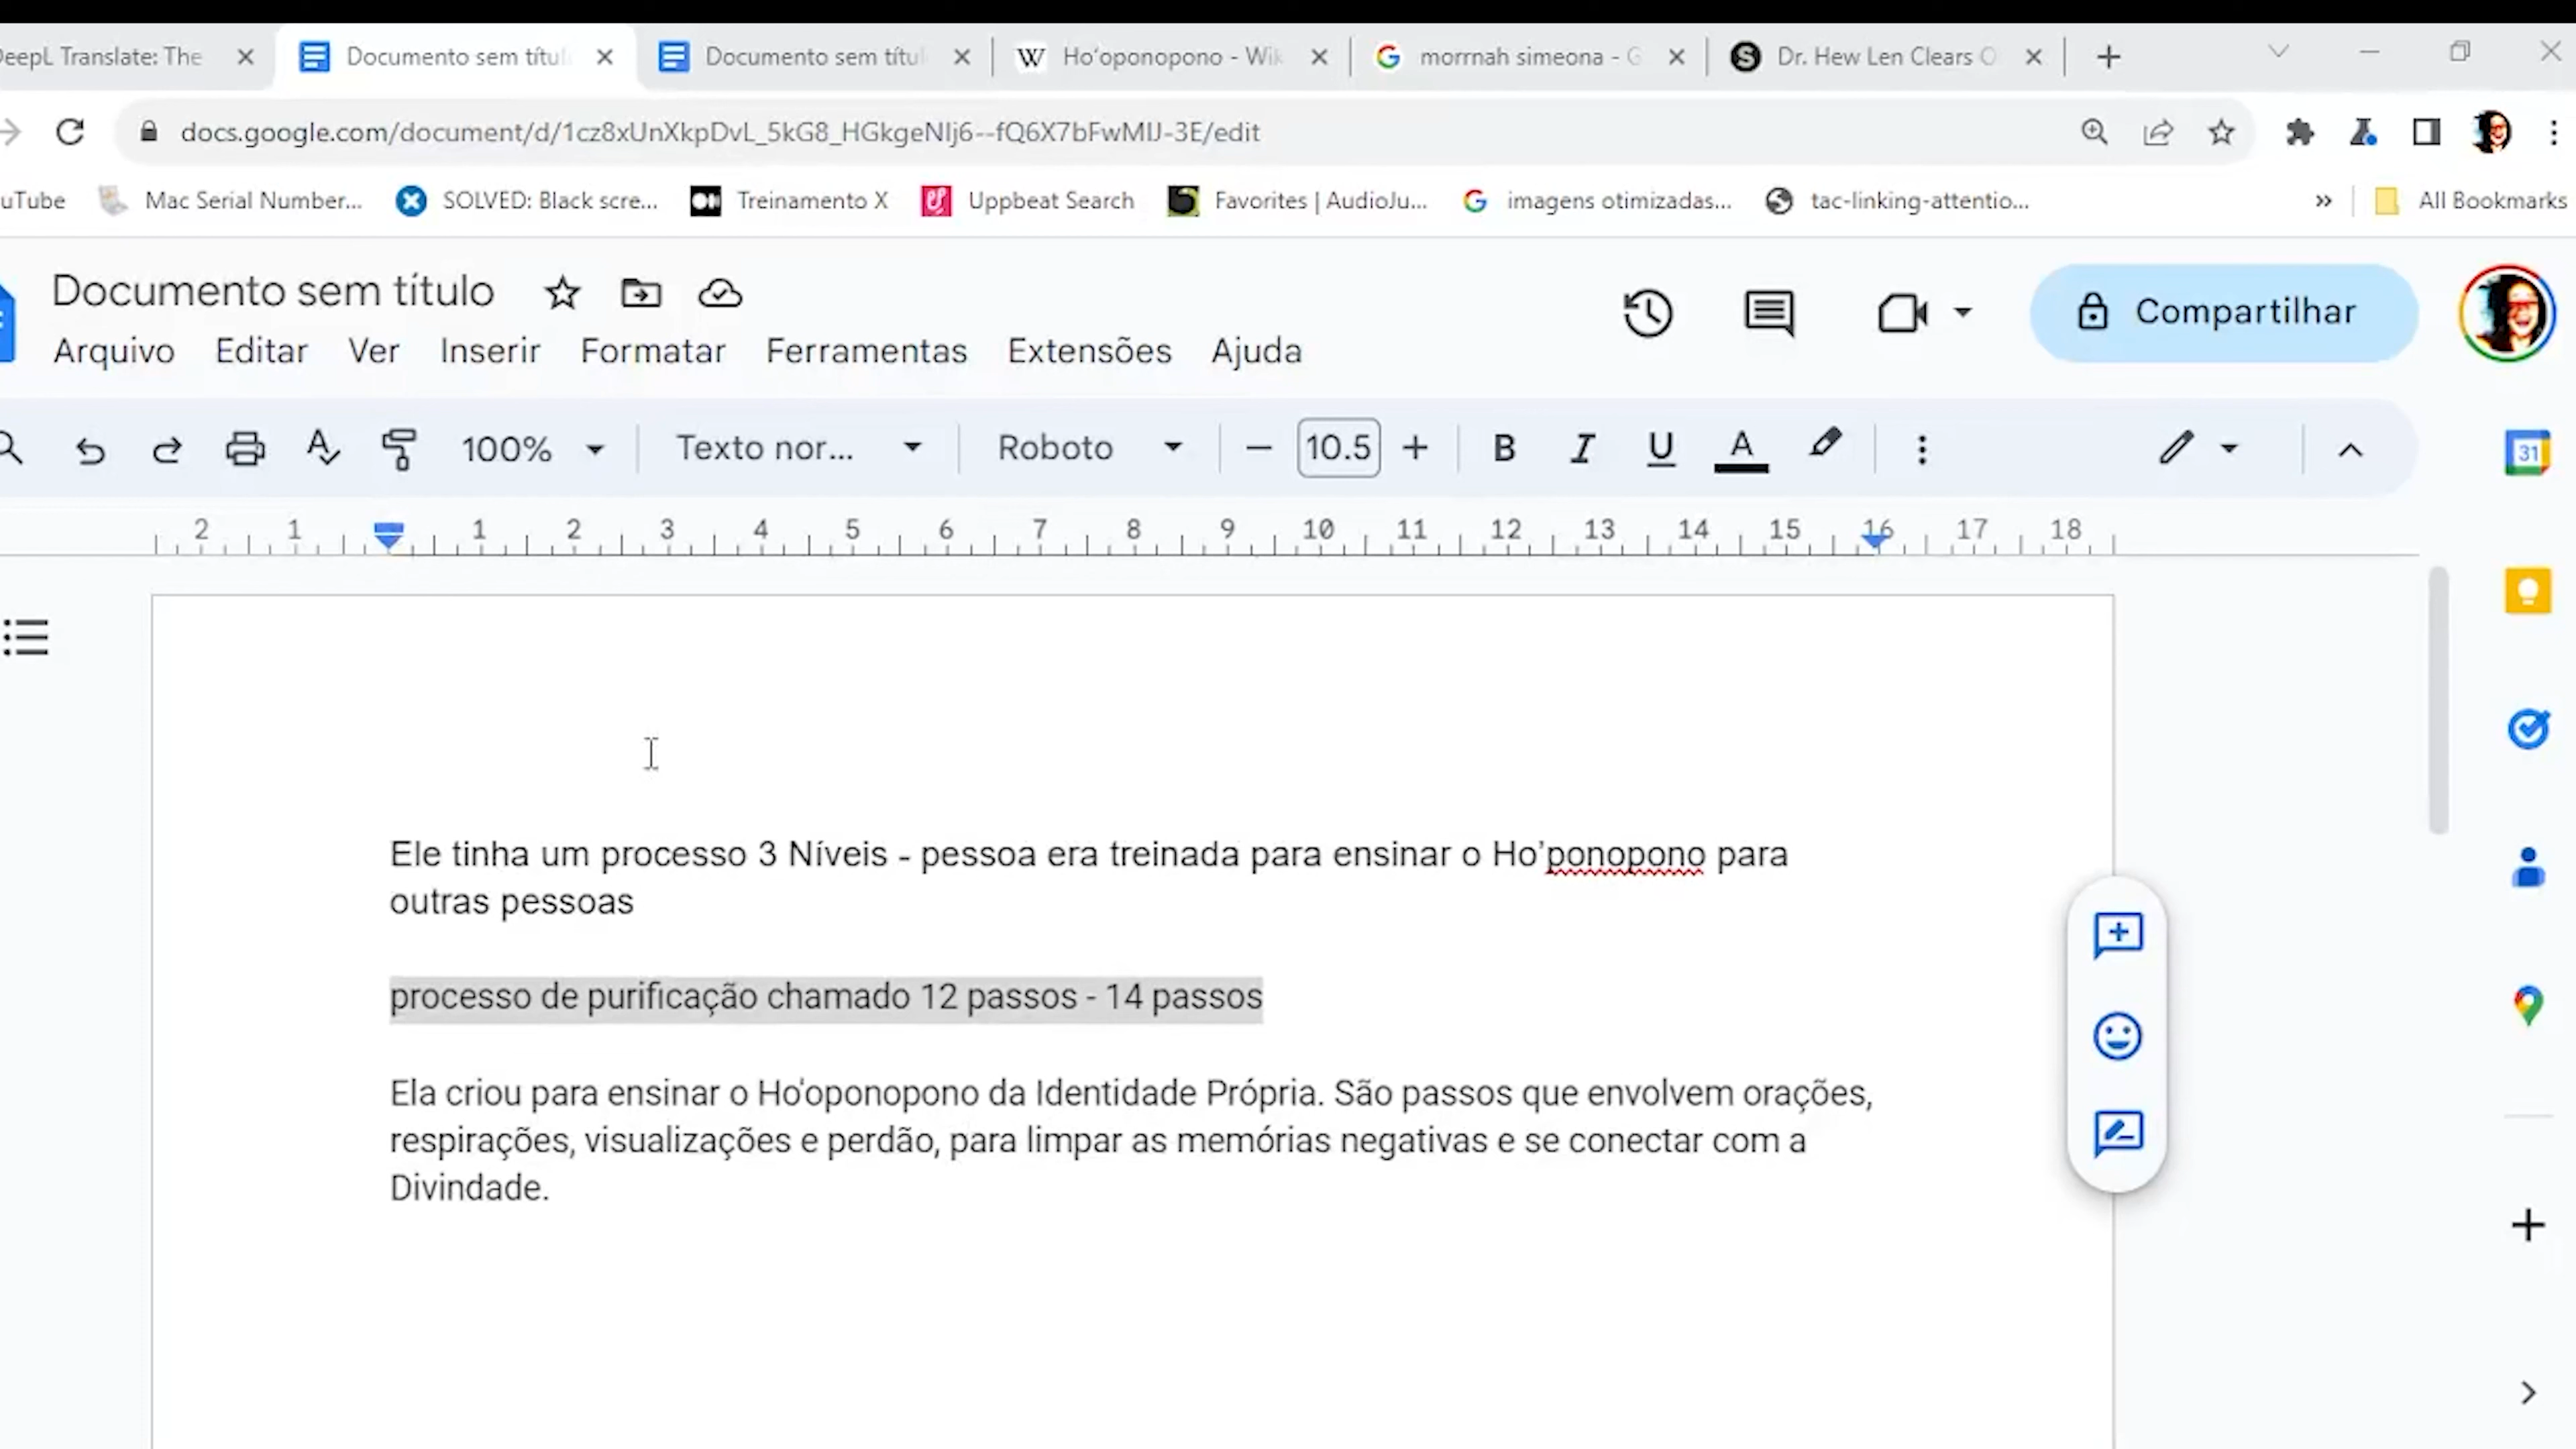 DeepL Translate: The
Documento sem títul
Documento sem títul
Hoʻoponopono - Wik
morrnah simeona - G
Dr. Hew Len Clears O
docs.google.com/document/d/1cz8xUnXkpDvL_5kG8_HGkgeNlj6--fQ6X7bFwMlJ-3E/edit
uTube
Mac Serial Number...
SOLVED: Black scre...
Treinamento X
Uppbeat Search
Favorites | AudioJu...
imagens otimizadas...
tac-linking-attentio...
All Bookmarks
Documento sem título
Compartilhar
Arquivo Editar Ver Inserir Formatar Ferramentas Extensões Ajuda
100% Texto nor... Roboto 10.5 B I U A
31
2 1 1 2 3 4 5 6 7 8 9 10 11 12 13 14 15 16 17 18
Ele tinha um processo 3 Níveis - pessoa era treinada para ensinar o Ho'ponopono para
outras pessoas
processo de purificação chamado 12 passos - 14 passos
Ela criou para ensinar o Ho'oponopono da Identidade Própria. São passos que envolvem orações,
respirações, visualizações e perdão, para limpar as memórias negativas e se conectar com a
Divindade.